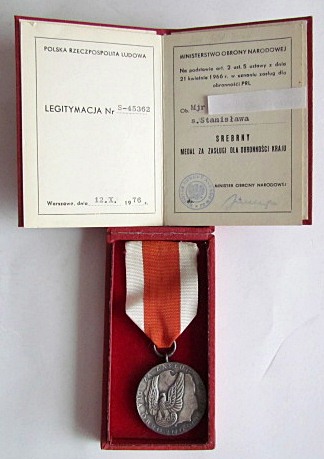 POLSKA RZECZPOSPOLITA LUDOWA
LEGITYMACJA Nr S-45362
Warszawa, dnia 12.X. 1976 r.
MINISTERSTWO OBRONY NARODOWEJ
Na podstawie art. 2 ust. 5 ustawy z dnia
21 kwietnia 1966 r. w uznaniu zasług dla
obronności PRL
Ob. Mjr
s.Stanisława
SREBRNY
MEDAL ZA ZASŁUGI DLA OBRONNOŚCI KRAJU
MINISTER OBRONY NARODOWEJ